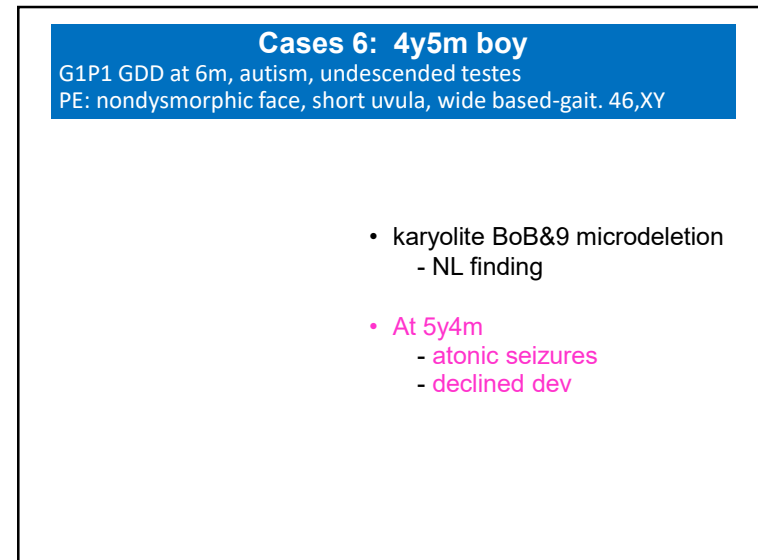 Cases 6: 4y5m boy
G1P1 GDD at 6m, autism, undescended testes
PE: nondysmorphic face, short uvula, wide based-gait. 46,XY
• karyolite BoB&9 microdeletion
- NL finding
• At 5y4m
- atonic seizures
- declined dev